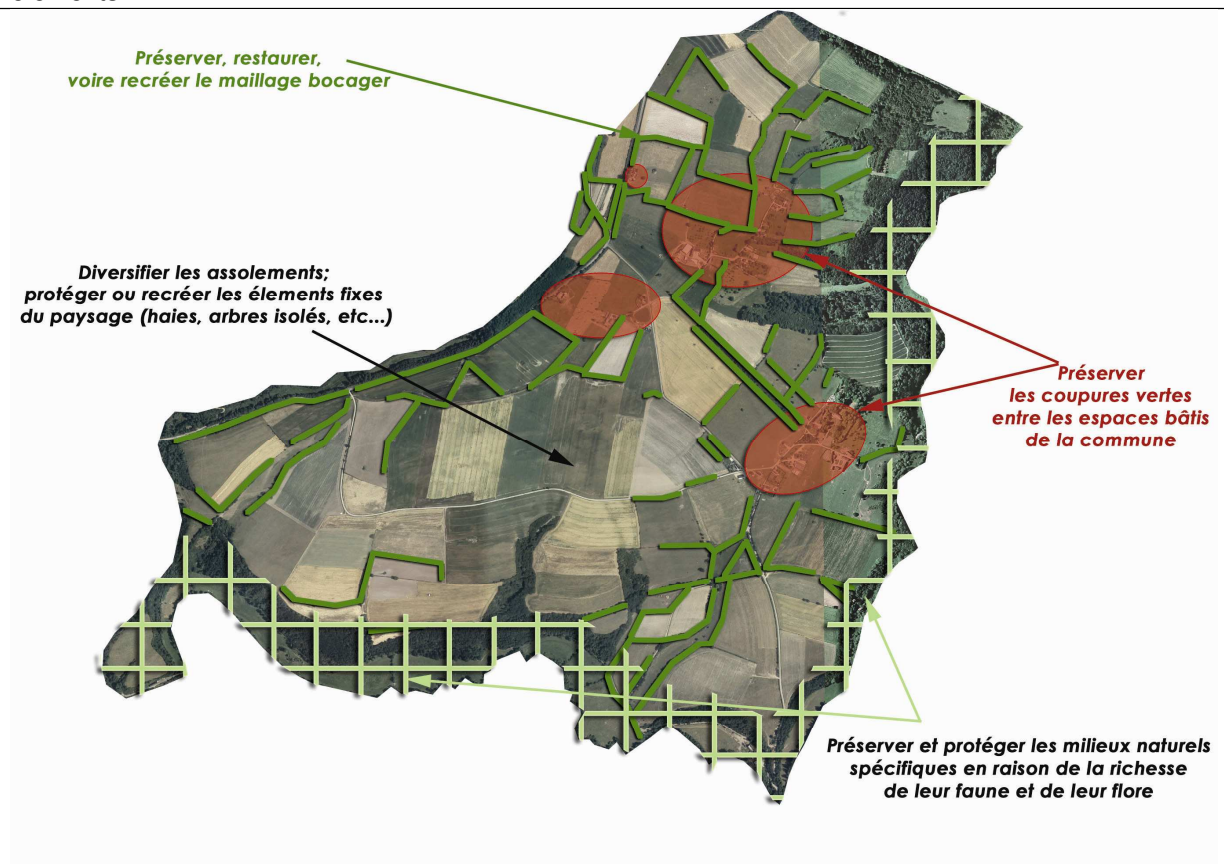 Préserver, restaurer,
voire recréer le maillage bocager
Diversifier les assolements;
protéger ou recréer les élements fixes
du paysage (haies, arbres isolés, etc...)
Préserver
les coupures vertes
entre les espaces bâtis
de la commune
Préserver et protéger les milieux naturels
spécifiques en raison de la richesse
de leur faune et de leur flore